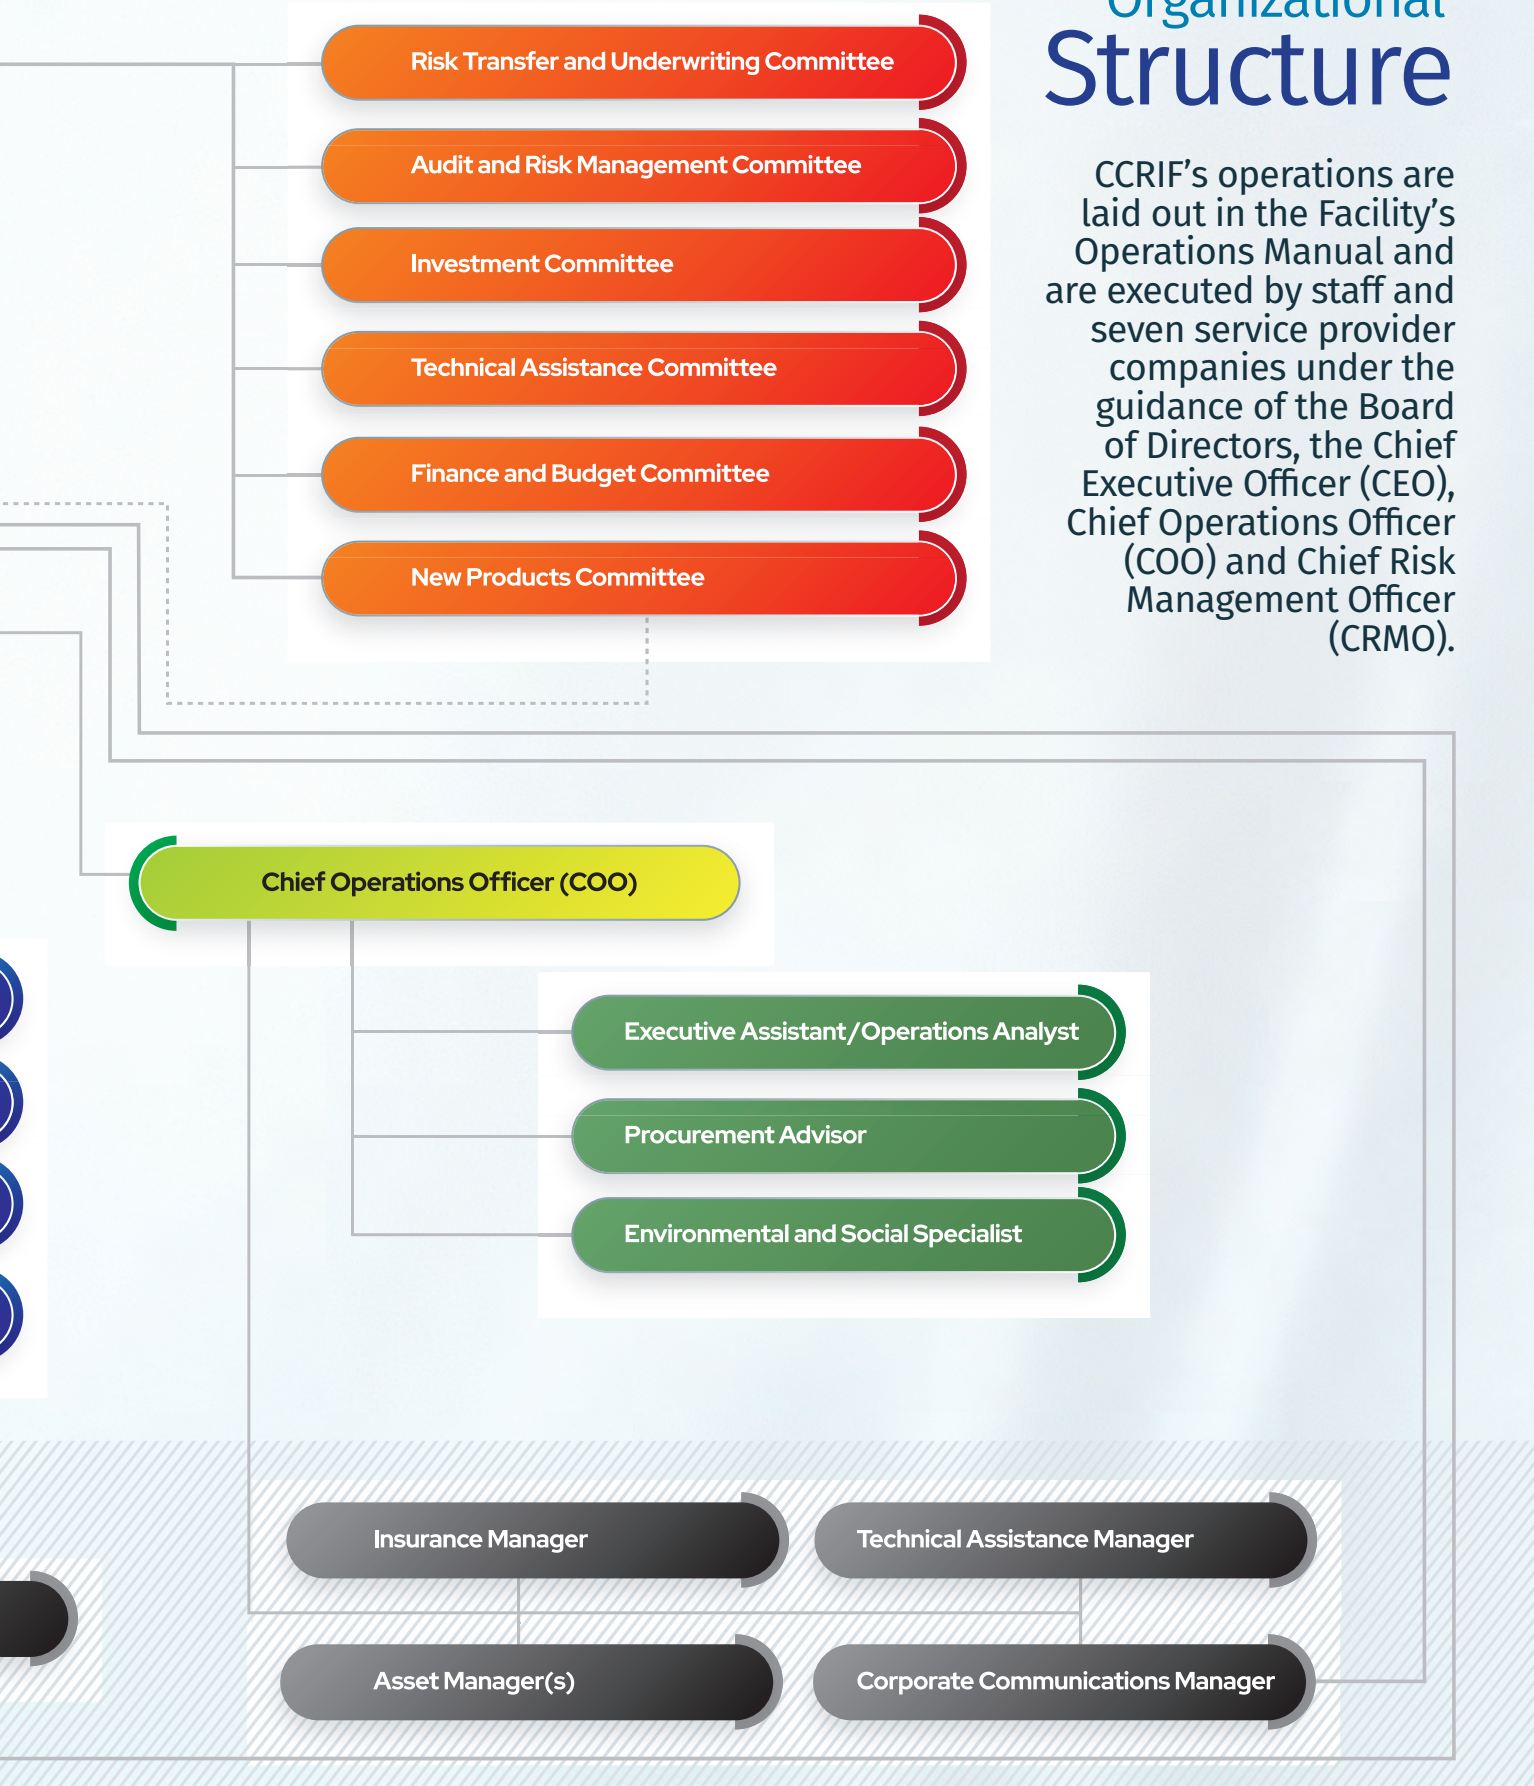 Organizational
Structure
CCRIF’s operations are
laid out in the Facility’s
Operations Manual and
are executed by staff and
seven service provider
companies under the
guidance of the Board
of Directors, the Chief
Executive Officer (CEO),
Chief Operations Officer
(COO) and Chief Risk
Management Officer
(CRMO).
Risk Transfer and Underwriting Committee
Audit and Risk Management Committee
Investment Committee
Technical Assistance Committee
Finance and Budget Committee
New Products Committee
Chief Operations Officer (COO)
Executive Assistant/Operations Analyst
Procurement Advisor
Environmental and Social Specialist
Insurance Manager
Technical Assistance Manager
Asset Manager(s)
Corporate Communications Manager